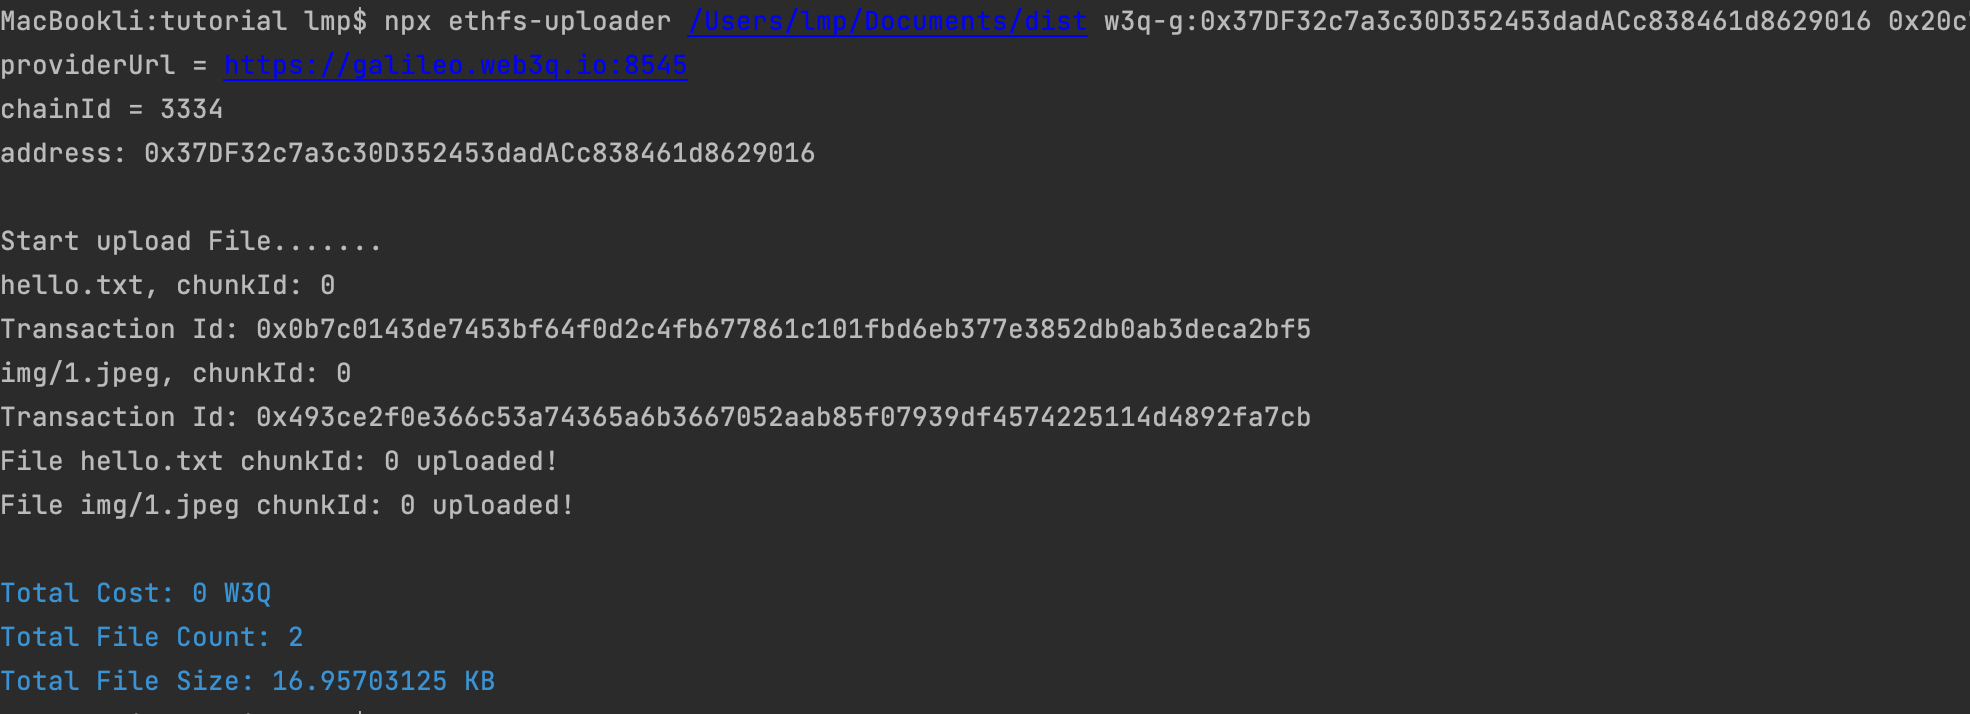 MacBookli:tutorial lmp$ npx ethfs-uploader /Users/lmp/Documents/dist w3q-g:0x37DF32c7a3c30D352453dadACc838461d8629016 0x20c
providerUrl = https://galileo.web3q.io:8545
chainId = 3334
address: 0x37DF32c7a3c30D352453dadACc838461d8629016
Start upload File.......
hello.txt, chunkId: 0
Transaction Id: 0x0b7c0143de7453bf64f0d2c4fb677861c101fbd6eb377e3852db0ab3deca2bf5
img/1.jpeg, chunkId: 0
Transaction Id: 0x493ce2f0e366c53a74365a6b3667052aab85f07939df4574225114d4892fa7cb
File hello.txt chunkId: 0 uploaded!
File img/1.jpeg chunkId: 0 uploaded!
Total Cost: 0 W3Q
Total File Count: 2
Total File Size: 16.95703125 KB